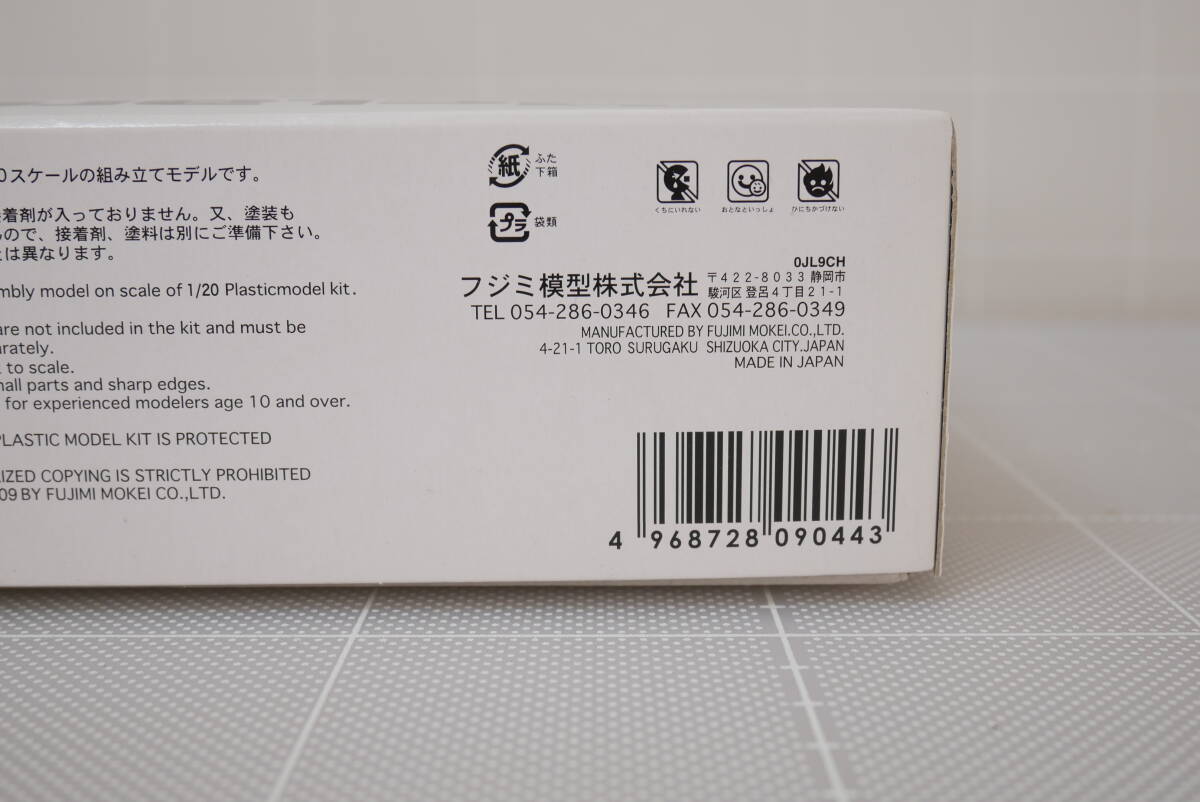 0スケールの組み立てモデルです。
接着剤が入っておりません。又、塗装も
ので、接着剤、塗料は別にご準備下さい。
とは異なります。
mbly model on scale of 1/20 Plasticmodel kit.
are not included in the kit and must be
rately.
to scale.
mall parts and sharp edges.
for experienced modelers age 10 and over.
PLASTIC MODEL KIT IS PROTECTED
IZED COPYING IS STRICTLY PROHIBITED
09 BY FUJIMI MOKEI CO.,LTD.
紙 ふた
下箱
プラ 袋類
くちにいれない おとなといっしょ ひにちかづけない
0JL9CH
フジミ模型株式会社 〒422-8033 静岡市
駿河区 登呂4丁目21-1
TEL 054-286-0346 FAX 054-286-0349
MANUFACTURED BY FUJIMI MOKEI.CO.,LTD.
4-21-1 TORO SURUGAKU SHIZUOKA CITY.JAPAN
MADE IN JAPAN
4 968728 090443